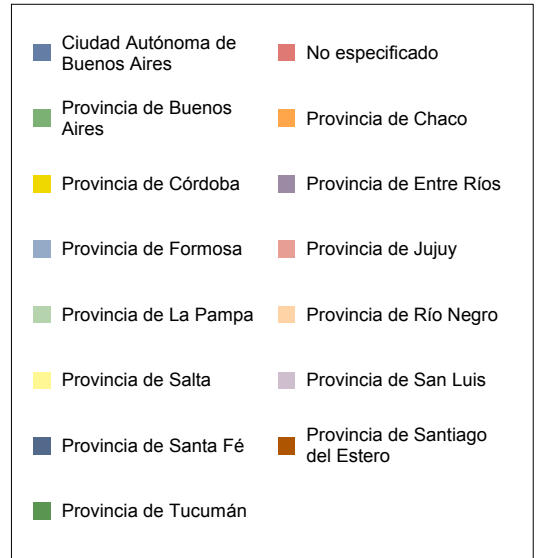 Ciudad Autónoma de
Buenos Aires
No especificado
Provincia de Buenos
Aires
Provincia de Chaco
Provincia de Córdoba
Provincia de Entre Ríos
Provincia de Formosa
Provincia de Jujuy
Provincia de La Pampa
Provincia de Río Negro
Provincia de Salta
Provincia de San Luis
Provincia de Santa Fé
Provincia de Santiago
del Estero
Provincia de Tucumán